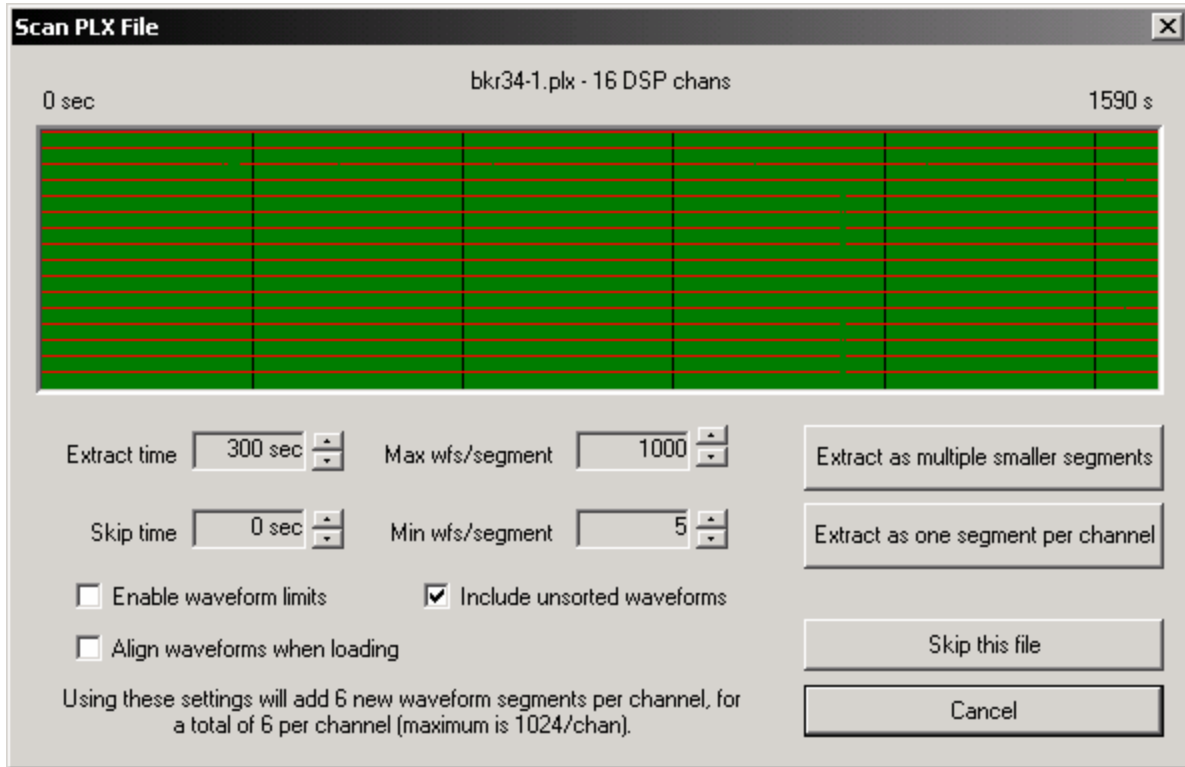 Scan PLX File
bkr34-1.plx - 16 DSP chans
0 sec
1590 s
Extract time 300 sec
Max wfs/segment 1000
Extract as multiple smaller segments
Skip time 0 sec
Min wfs/segment 5
Extract as one segment per channel
Enable waveform limits
Include unsorted waveforms
Align waveforms when loading
Skip this file
Using these settings will add 6 new waveform segments per channel, for
a total of 6 per channel (maximum is 1024/chan).
Cancel